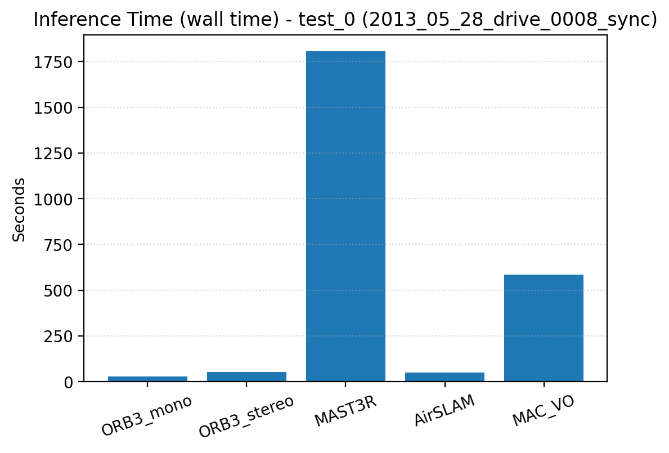 Inference Time (wall time) - test_0 (2013_05_28_drive_0008_sync)
1750
1500
1250
1000
750
500
250
0
Seconds
ORB3_mono
ORB3_stereo
MAST3R
AirSLAM
MAC_VO